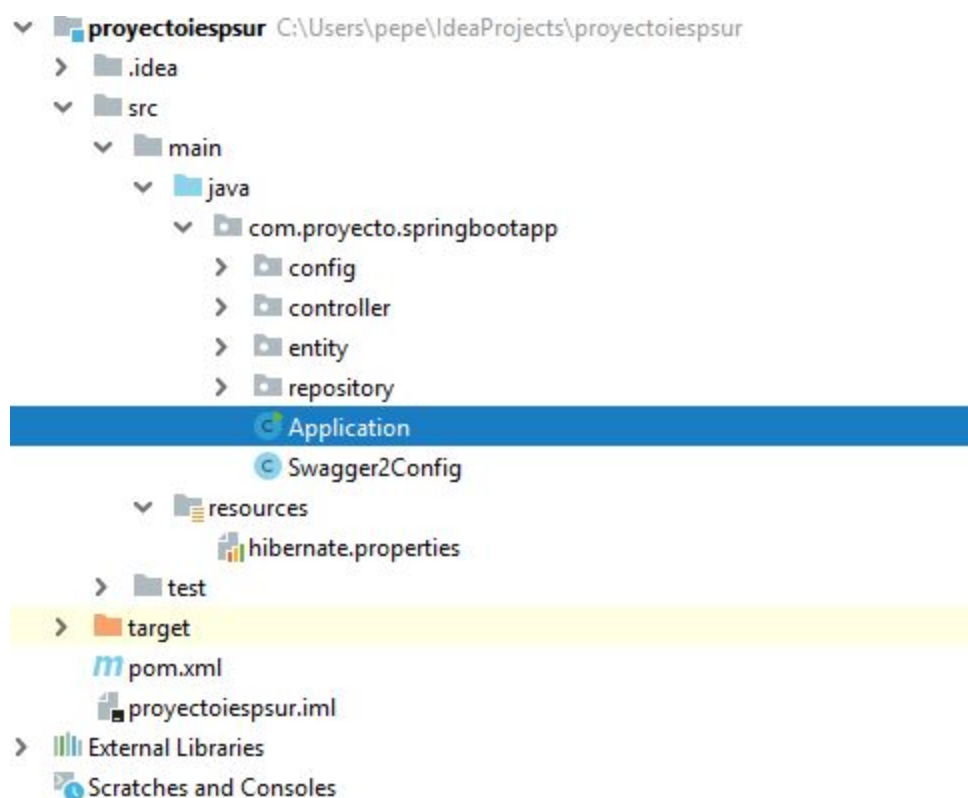 proyectoiespsur C:\Users\pepe\IdeaProjects\proyectoiespsur
.idea
src
main
java
com.proyecto.springbootapp
config
controller
entity
repository
Application
Swagger2Config
resources
hibernate.properties
test
target
pom.xml
proyectoiespsur.iml
External Libraries
Scratches and Consoles